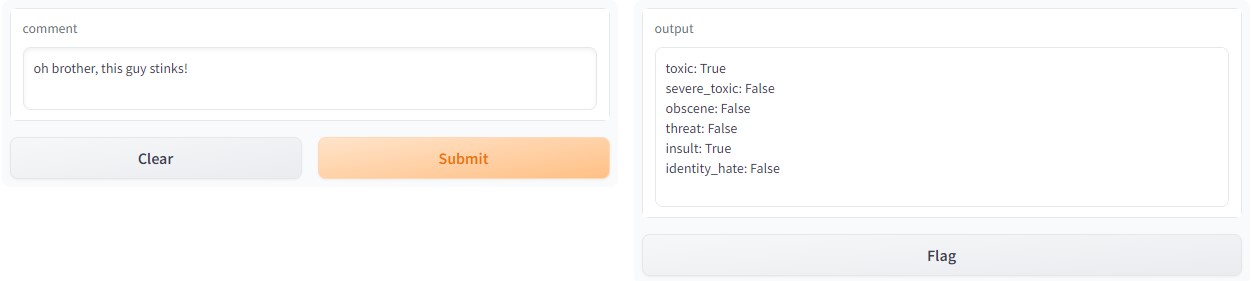 comment
oh brother, this guy stinks!
Clear
Submit
output
toxic: True
severe_toxic: False
obscene: False
threat: False
insult: True
identity_hate: False
Flag